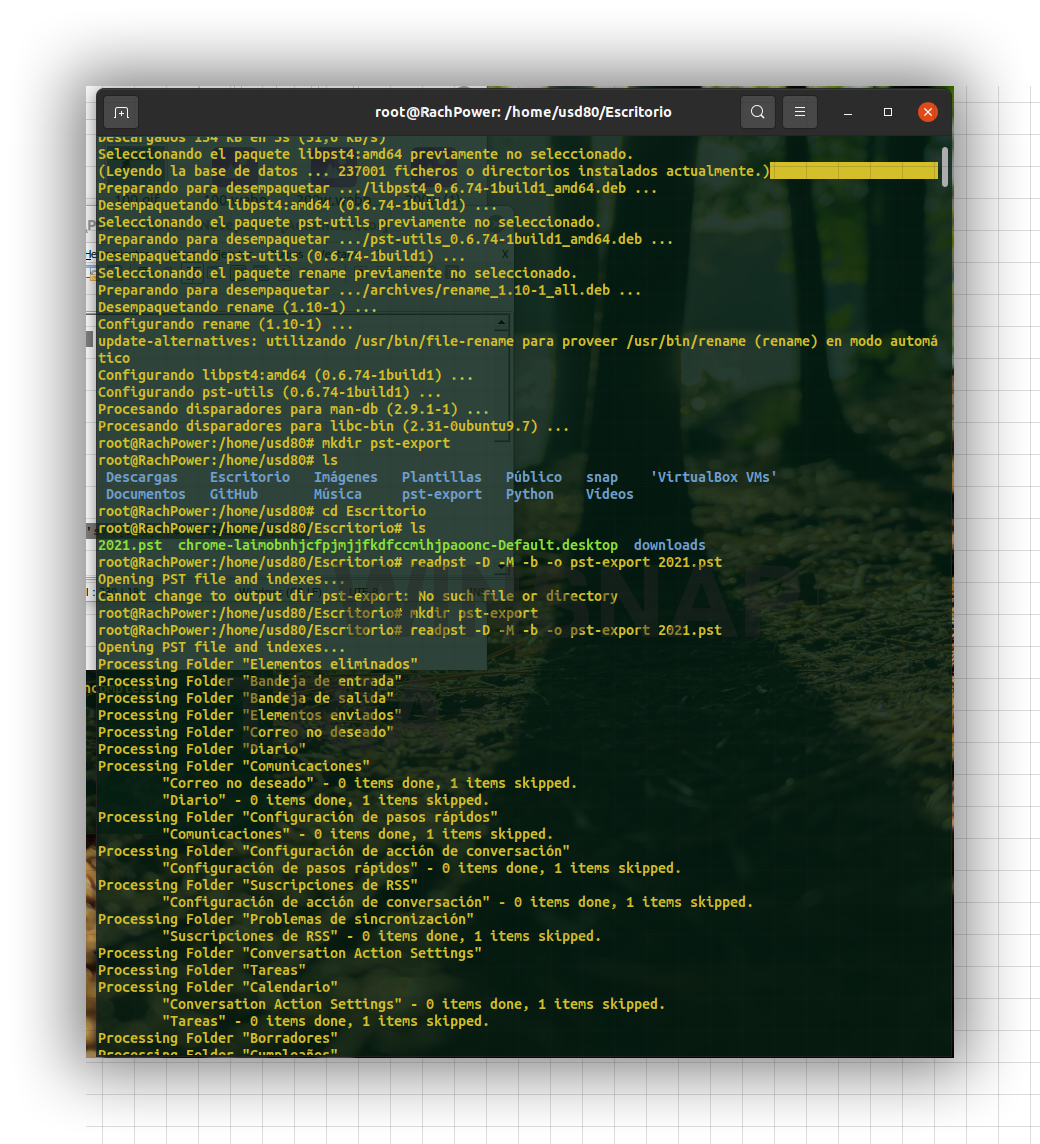 root@RachPower: /home/usd80/Escritorio
Descargados 154 kB en 3s (51,6 kB/s)
Seleccionando el paquete libpst4:amd64 previamente no seleccionado.
(Leyendo la base de datos ... 237001 ficheros o directorios instalados actualmente.)
Preparando para desempaquetar .../libpst4_0.6.74-1build1_amd64.deb ...
Desempaquetando libpst4:amd64 (0.6.74-1build1) ...
Seleccionando el paquete pst-utils previamente no seleccionado.
Preparando para desempaquetar .../pst-utils_0.6.74-1build1_amd64.deb ...
Desempaquetando pst-utils (0.6.74-1build1) ...
Seleccionando el paquete rename previamente no seleccionado.
Preparando para desempaquetar .../archives/rename_1.10-1_all.deb ...
Desempaquetando rename (1.10-1) ...
Configurando rename (1.10-1) ...
update-alternatives: utilizando /usr/bin/file-rename para proveer /usr/bin/rename (rename) en modo automá
tico
Configurando libpst4:amd64 (0.6.74-1build1) ...
Configurando pst-utils (0.6.74-1build1) ...
Procesando disparadores para man-db (2.9.1-1) ...
Procesando disparadores para libc-bin (2.31-0ubuntu9.7) ...
root@RachPower:/home/usd80# mkdir pst-export
root@RachPower:/home/usd80# ls
Descargas Escritorio Imágenes Plantillas Público snap 'VirtualBox VMs'
Documentos GitHub Música pst-export Python Vídeos
root@RachPower:/home/usd80# cd Escritorio
root@RachPower:/home/usd80/Escritorio# ls
2021.pst chrome-laimobnhjcfpjmjjfkdfccmihjpaoonc-Default.desktop downloads
root@RachPower:/home/usd80/Escritorio# readpst -D -M -b -o pst-export 2021.pst
Opening PST file and indexes...
Cannot change to output dir pst-export: No such file or directory
root@RachPower:/home/usd80/Escritorio# mkdir pst-export
root@RachPower:/home/usd80/Escritorio# readpst -D -M -b -o pst-export 2021.pst
Opening PST file and indexes...
Processing Folder "Elementos eliminados"
Processing Folder "Bandeja de entrada"
Processing Folder "Bandeja de salida"
Processing Folder "Elementos enviados"
Processing Folder "Correo no deseado"
Processing Folder "Diario"
Processing Folder "Comunicaciones"
"Correo no deseado" - 0 items done, 1 items skipped.
"Diario" - 0 items done, 1 items skipped.
Processing Folder "Configuración de pasos rápidos"
"Comunicaciones" - 0 items done, 1 items skipped.
Processing Folder "Configuración de acción de conversación"
"Configuración de pasos rápidos" - 0 items done, 1 items skipped.
Processing Folder "Suscripciones de RSS"
"Configuración de acción de conversación" - 0 items done, 1 items skipped.
Processing Folder "Problemas de sincronización"
"Suscripciones de RSS" - 0 items done, 1 items skipped.
Processing Folder "Conversation Action Settings"
Processing Folder "Tareas"
Processing Folder "Calendario"
"Conversation Action Settings" - 0 items done, 1 items skipped.
"Tareas" - 0 items done, 1 items skipped.
Processing Folder "Borradores"
Processing Folder "Cumpleaños"